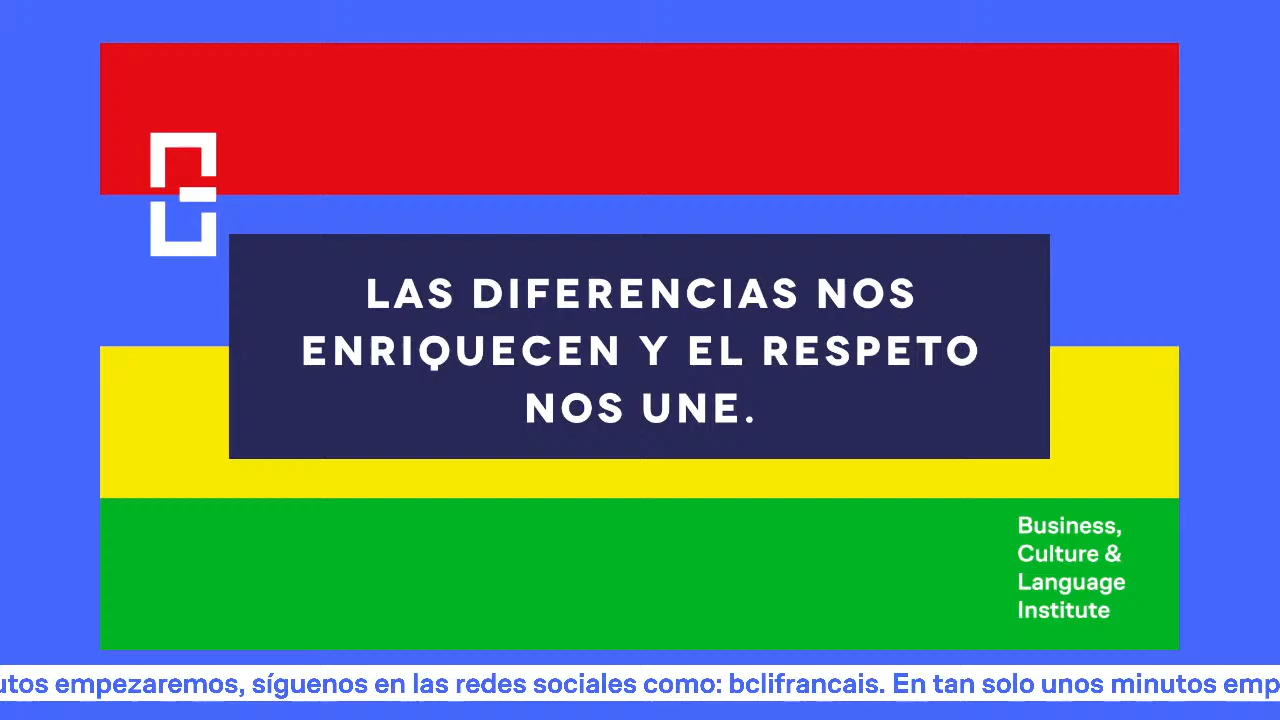 LAS DIFERENCIAS NOS
ENRIQUECEN Y EL RESPETO
NOS UNE.
Business,
Culture &
Language
Institute
utos empezaremos, síguenos en las redes sociales como: bclifrancais. En tan solo unos minutos emp